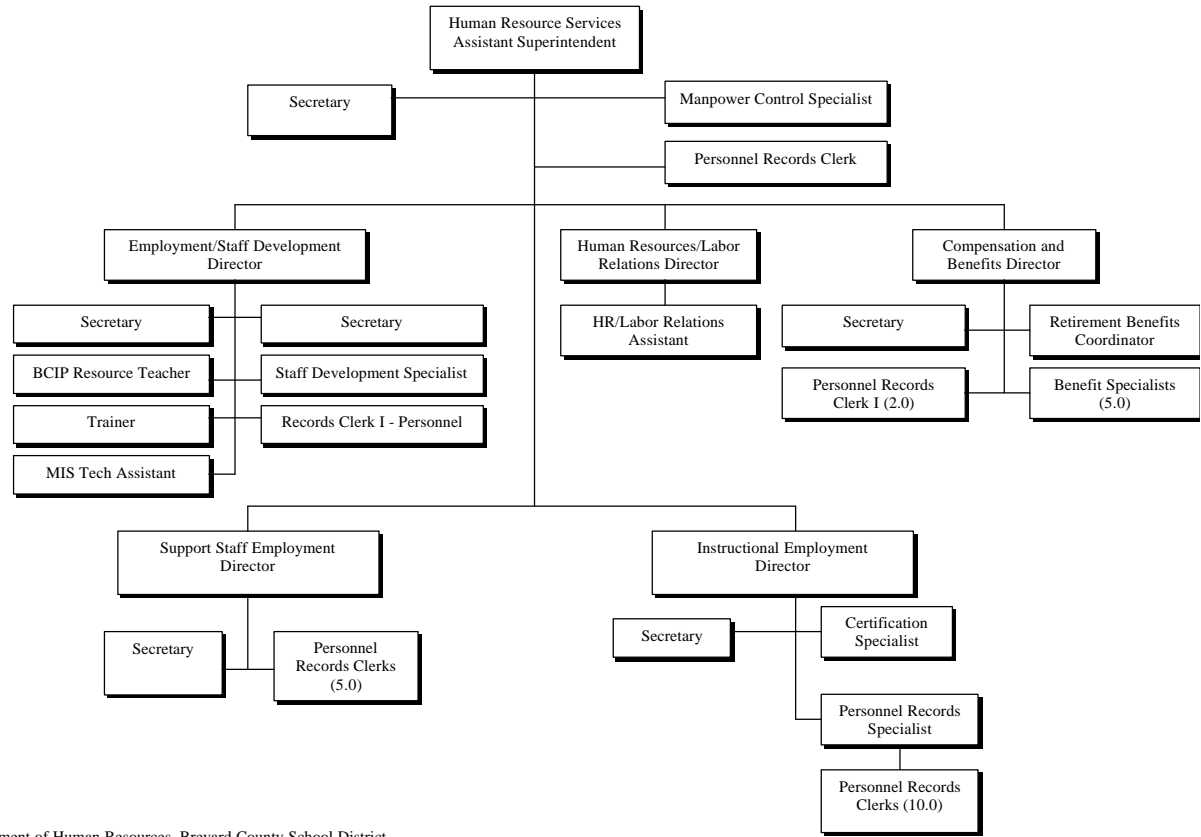 Human Resource Services
Assistant Superintendent
Secretary
Manpower Control Specialist
Personnel Records Clerk
Employment/Staff Development
Director
Human Resources/Labor
Relations Director
Compensation and
Benefits Director
Secretary
Secretary
HR/Labor Relations
Assistant
Secretary
Retirement Benefits
Coordinator
BCIP Resource Teacher
Staff Development Specialist
Personnel Records
Clerk I (2.0)
Benefit Specialists
(5.0)
Trainer
Records Clerk I - Personnel
MIS Tech Assistant
Support Staff Employment
Director
Instructional Employment
Director
Secretary
Personnel
Records Clerks
(5.0)
Secretary
Certification
Specialist
Personnel Records
Specialist
Personnel Records
Clerks (10.0)